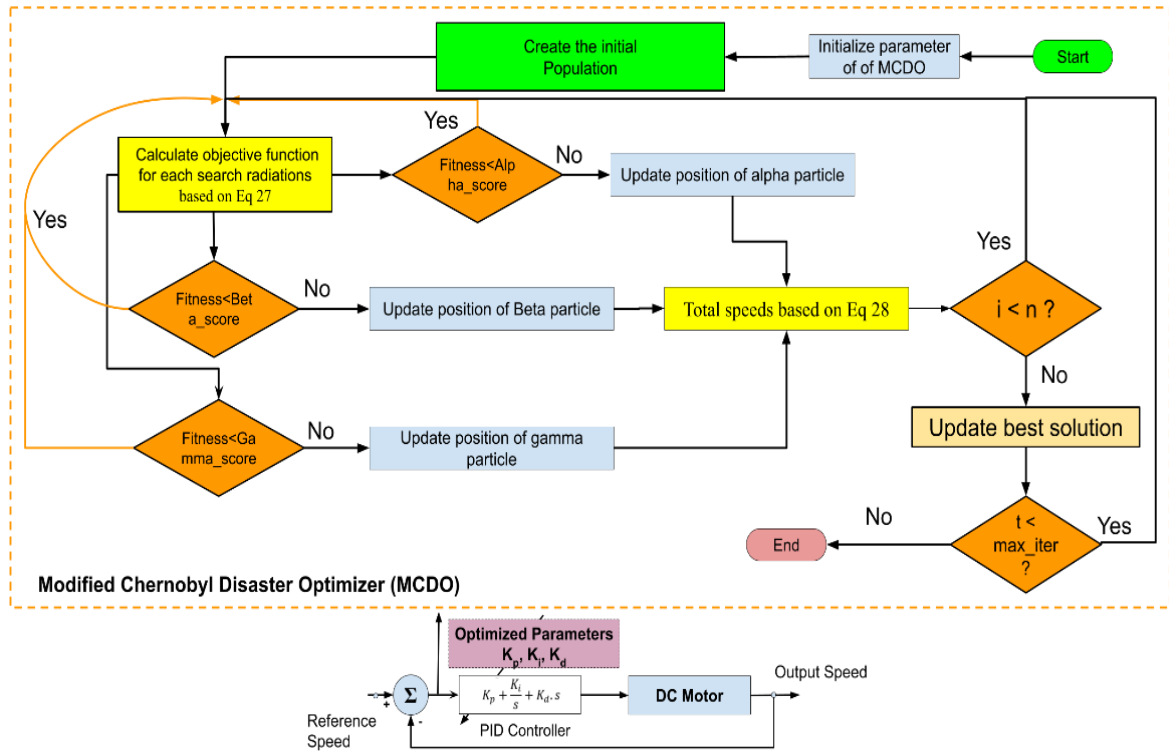 Create the initial
Population
Initialize parameter
of of MCDO
Start
Yes
Calculate objective function
for each search radiations
based on Eq 27
Fitness<Alp
ha_score
No
Update position of alpha particle
Yes
Yes
Fitness<Bet
a_score
No
Update position of Beta particle
Total speeds based on Eq 28
i < n ?
No
Fitness<Ga
mma_score
No
Update position of gamma
particle
Update best solution
No
End
t <
max_iter
?
Yes
Modified Chernobyl Disaster Optimizer (MCDO)
Optimized Parameters
Kp, Ki, Kd
Σ
+
-
Kp + Ki/s + Kd. s
DC Motor
Output Speed
Reference
Speed
PID Controller